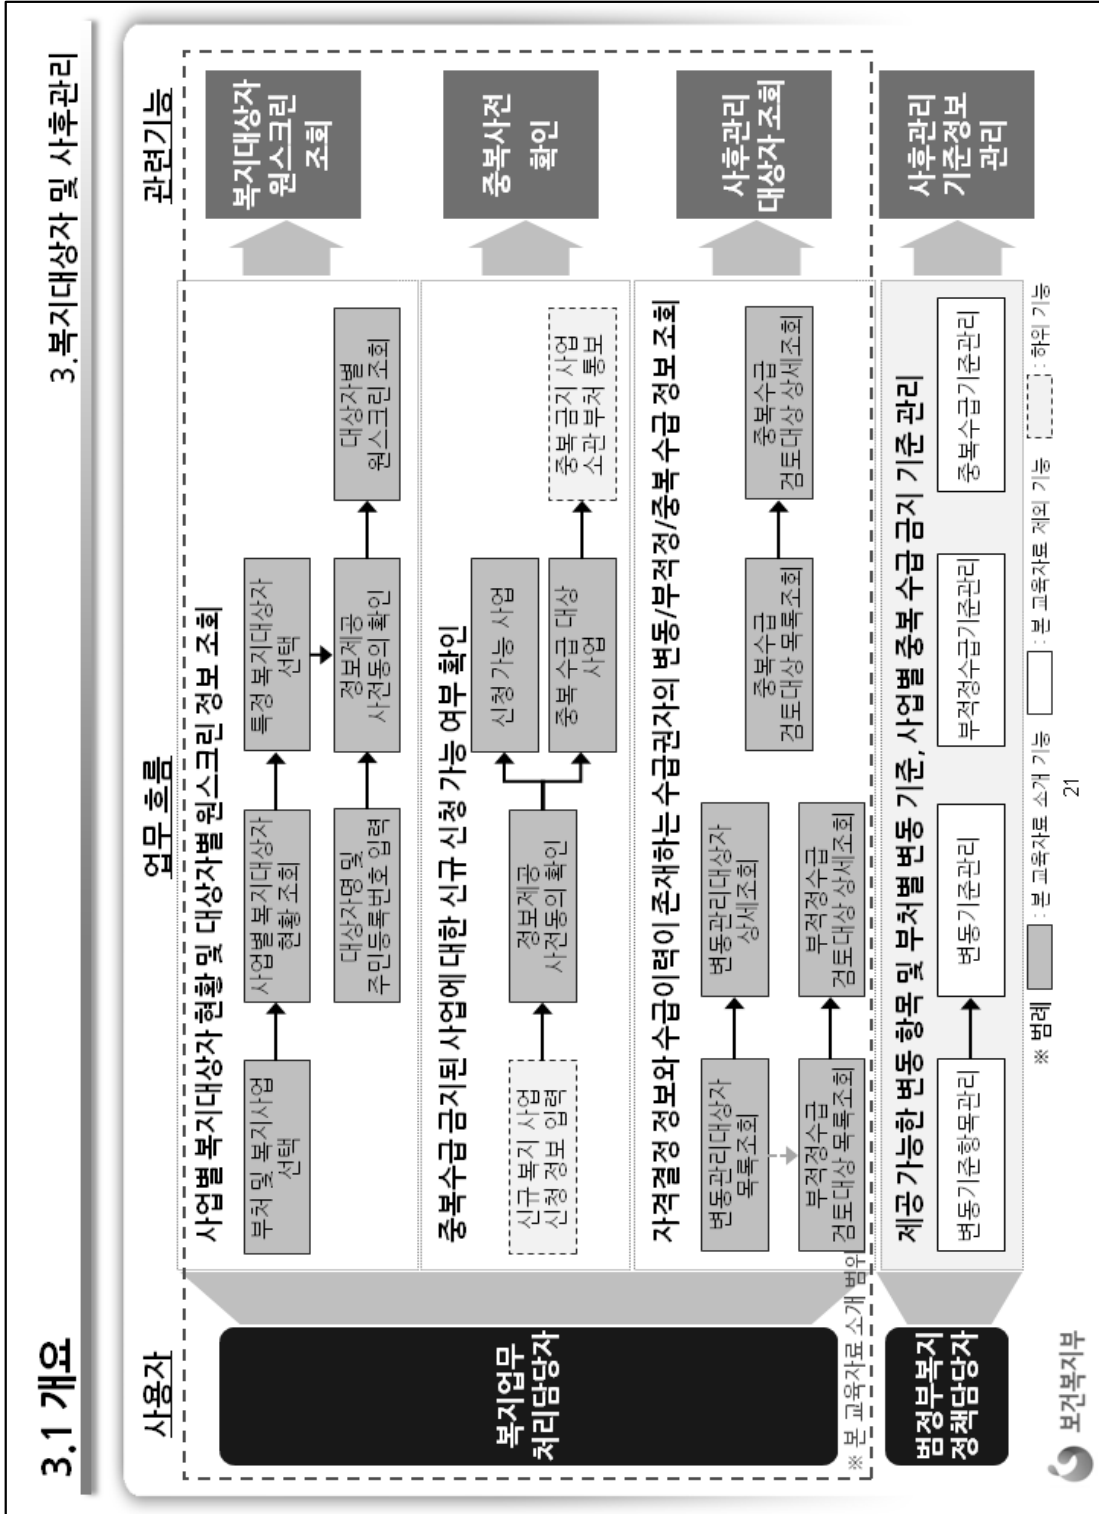 3.1 개요
3.복지대상자 및 사후관리
사용자
업무 흐름
관련기능
복지업무
처리담당자
사업별 복지대상자 현황 및 대상자별 원스크린 정보 조회
부처 및 복지사업
선택
사업별 복지대상자
현황 조회
특정 복지대상자
선택
대상자명 및
주민등록번호 입력
정보제공
사전동의 확인
대상자별
원스크린 조회
복지대상자
원스크린
조회
중복수급 금지된 사업에 대한 신규 신청 가능 여부 확인
신규 복지 사업
신청 정보 입력
정보제공
사전동의 확인
신청 가능 사업
중복 수급 대상
사업
중복 금지 사업
소관 부처 통보
중복사전
확인
자격결정 정보와 수급이력이 존재하는 수급권자의 변동/부적정/중복 수급 정보 조회
변동관리대상자
목록조회
변동관리대상자
상세조회
부적정수급
검토대상 목록조회
부적정수급
검토대상 상세조회
중복수급
검토대상 목록조회
중복수급
검토대상 상세조회
사후관리
대상자 조회
※ 본 교육자료 소개 범위
범정부복지
정책담당자
제공 가능한 변동 항목 및 부처별 변동 기준, 사업별 중복 수급 금지 기준 관리
변동기준항목관리
변동기준관리
부적정수급기준관리
중복수급기준관리
사후관리
기준정보
관리
※ 범례
: 본 교육자료 소개 기능
: 본 교육자료 제외 기능
: 하위 기능
보건복지부
21